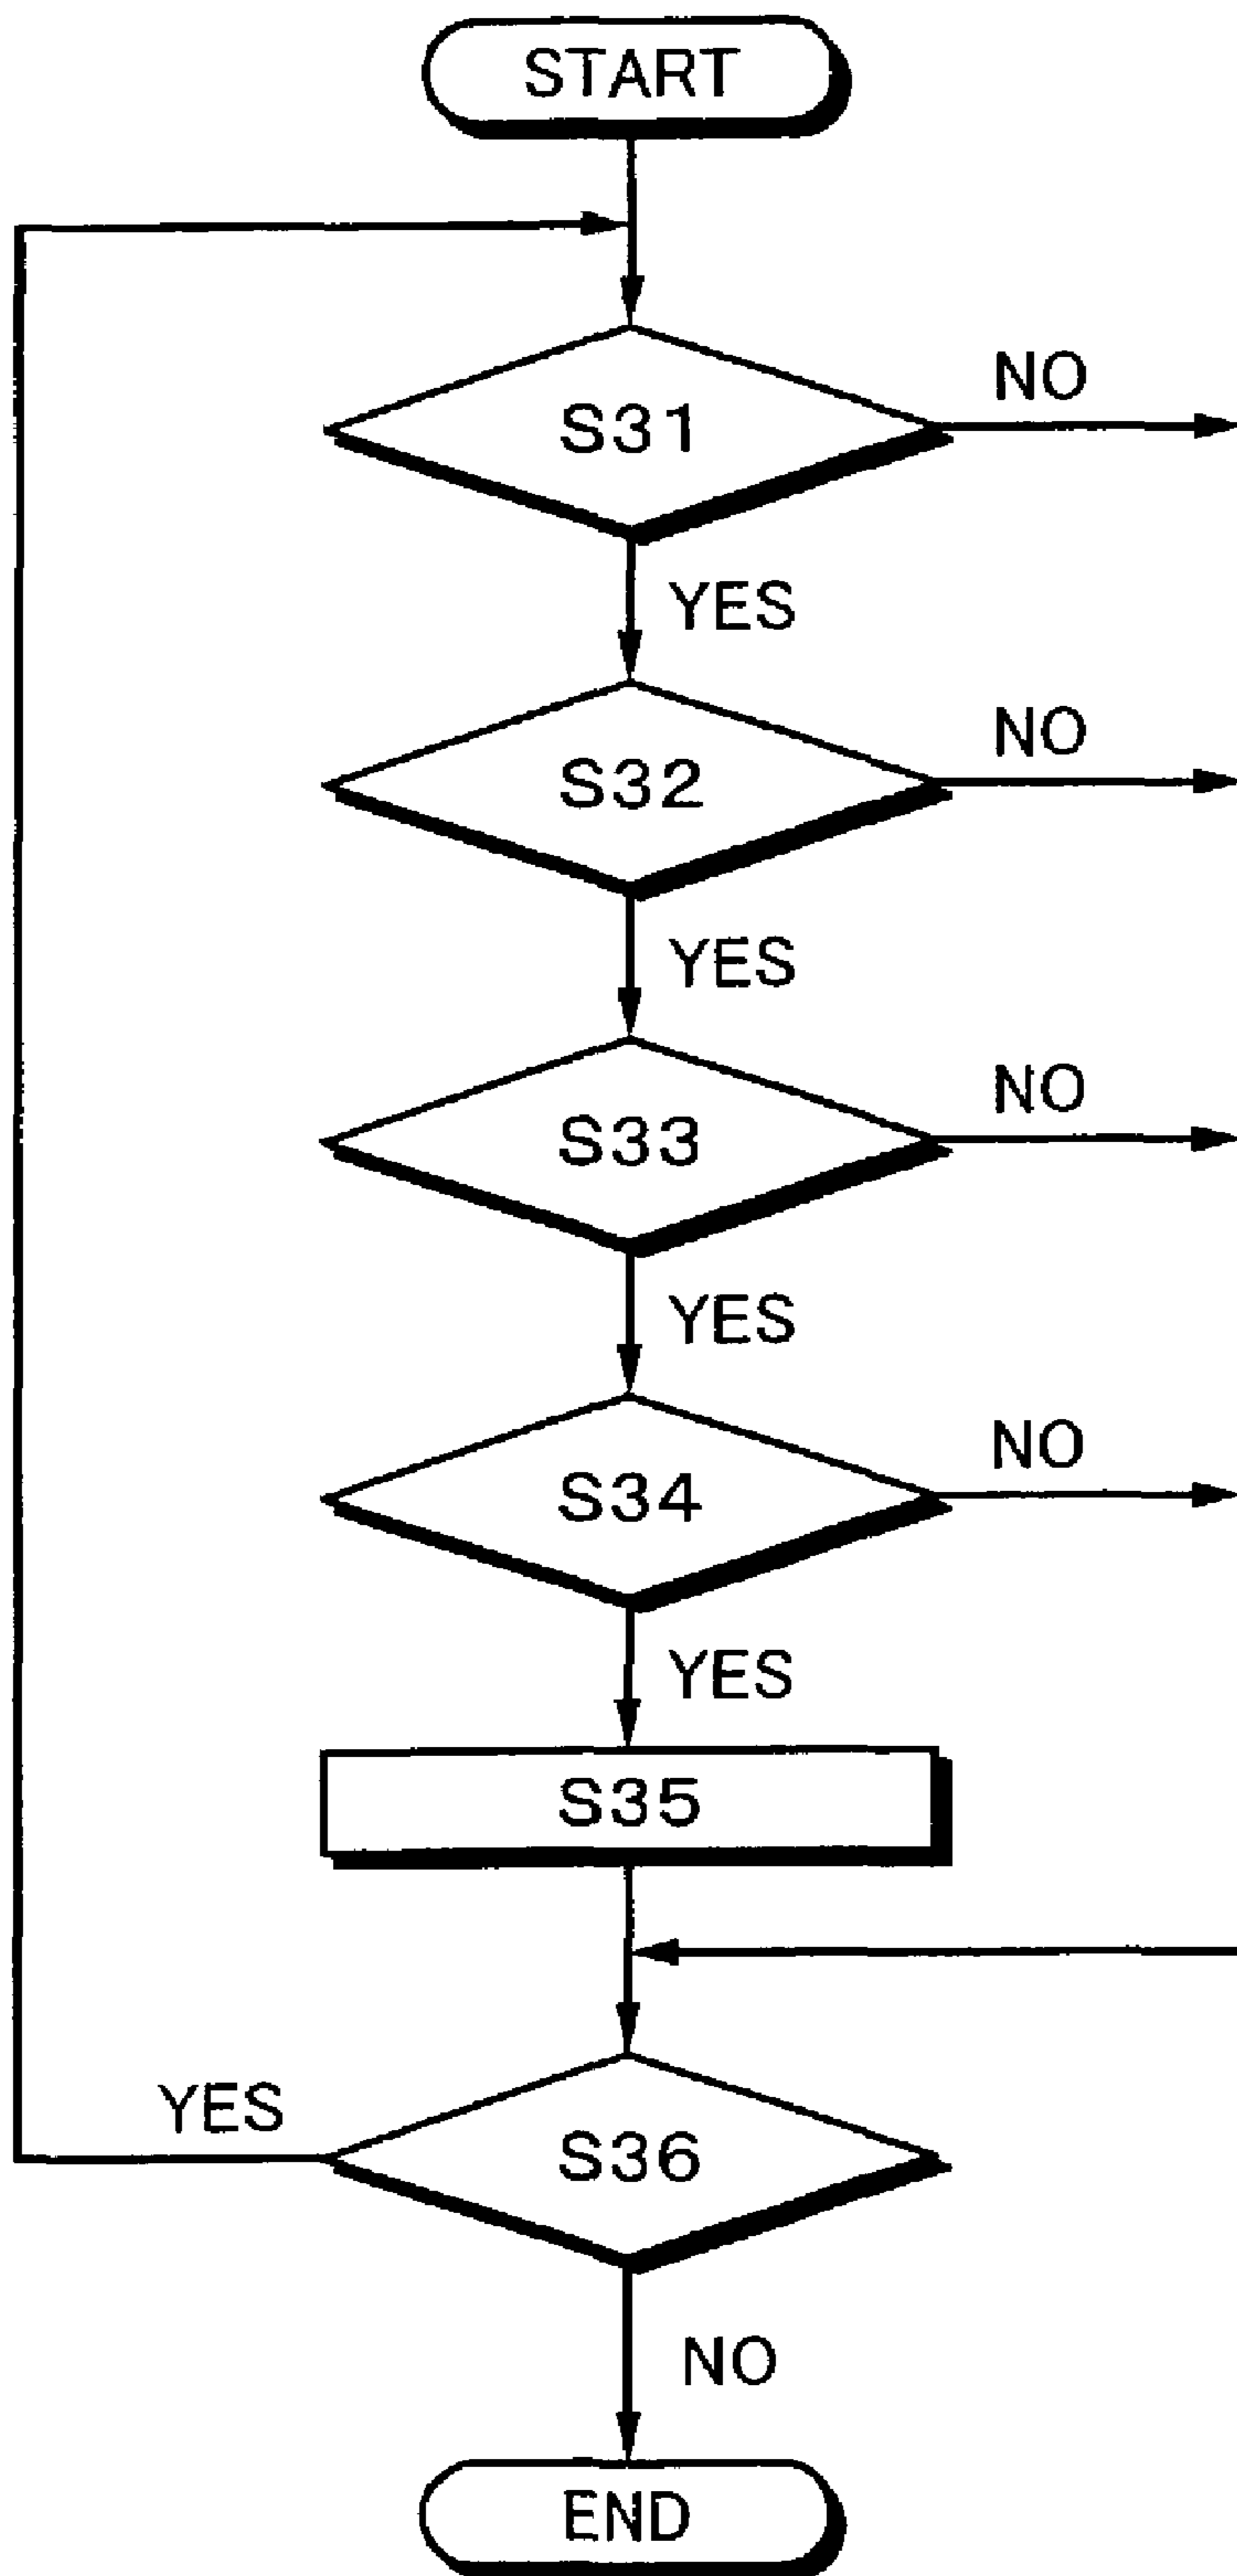 START
S31
NO
YES
S32
NO
YES
S33
NO
YES
S34
NO
YES
S35
YES
S36
NO
END